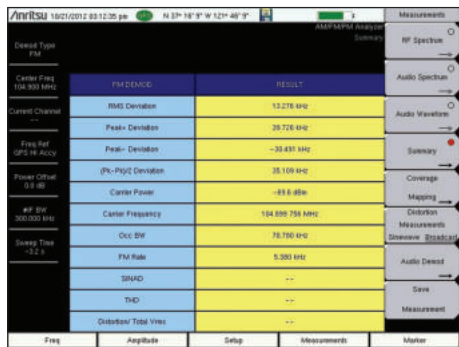 /Inritsu 10/21/2012 03:12:35 pm N 37° 16' 9" W 121° 46' 9"
AM/FM/PM Analyzer
Summary
Demod Type
FM
Center Freq
104.900 MHz
Current Channel
--
Freq Ref
GPS Hi Accy
Power Offset
0.0 dB
#IF BW
300.000 kHz
Sweep Time
~3.2 s
FM DEMOD RESULT
RMS Deviation 13.276 kHz
Peak+ Deviation 39.726 kHz
Peak- Deviation -30.491 kHz
(Pk-Pk)/2 Deviation 35.109 kHz
Carrier Power -69.6 dBm
Carrier Frequency 104.899 756 MHz
Occ BW 78.780 kHz
FM Rate 5.380 kHz
SINAD --
THD --
Distortion/ Total Vrms --
Measurements
RF Spectrum
Audio Spectrum
Audio Waveform
Summary
Coverage
Mapping
Distortion
Measurements
Sinewave Broadcast
Audio Demod
Save
Measurement
Freq Amplitude Setup Measurements Marker